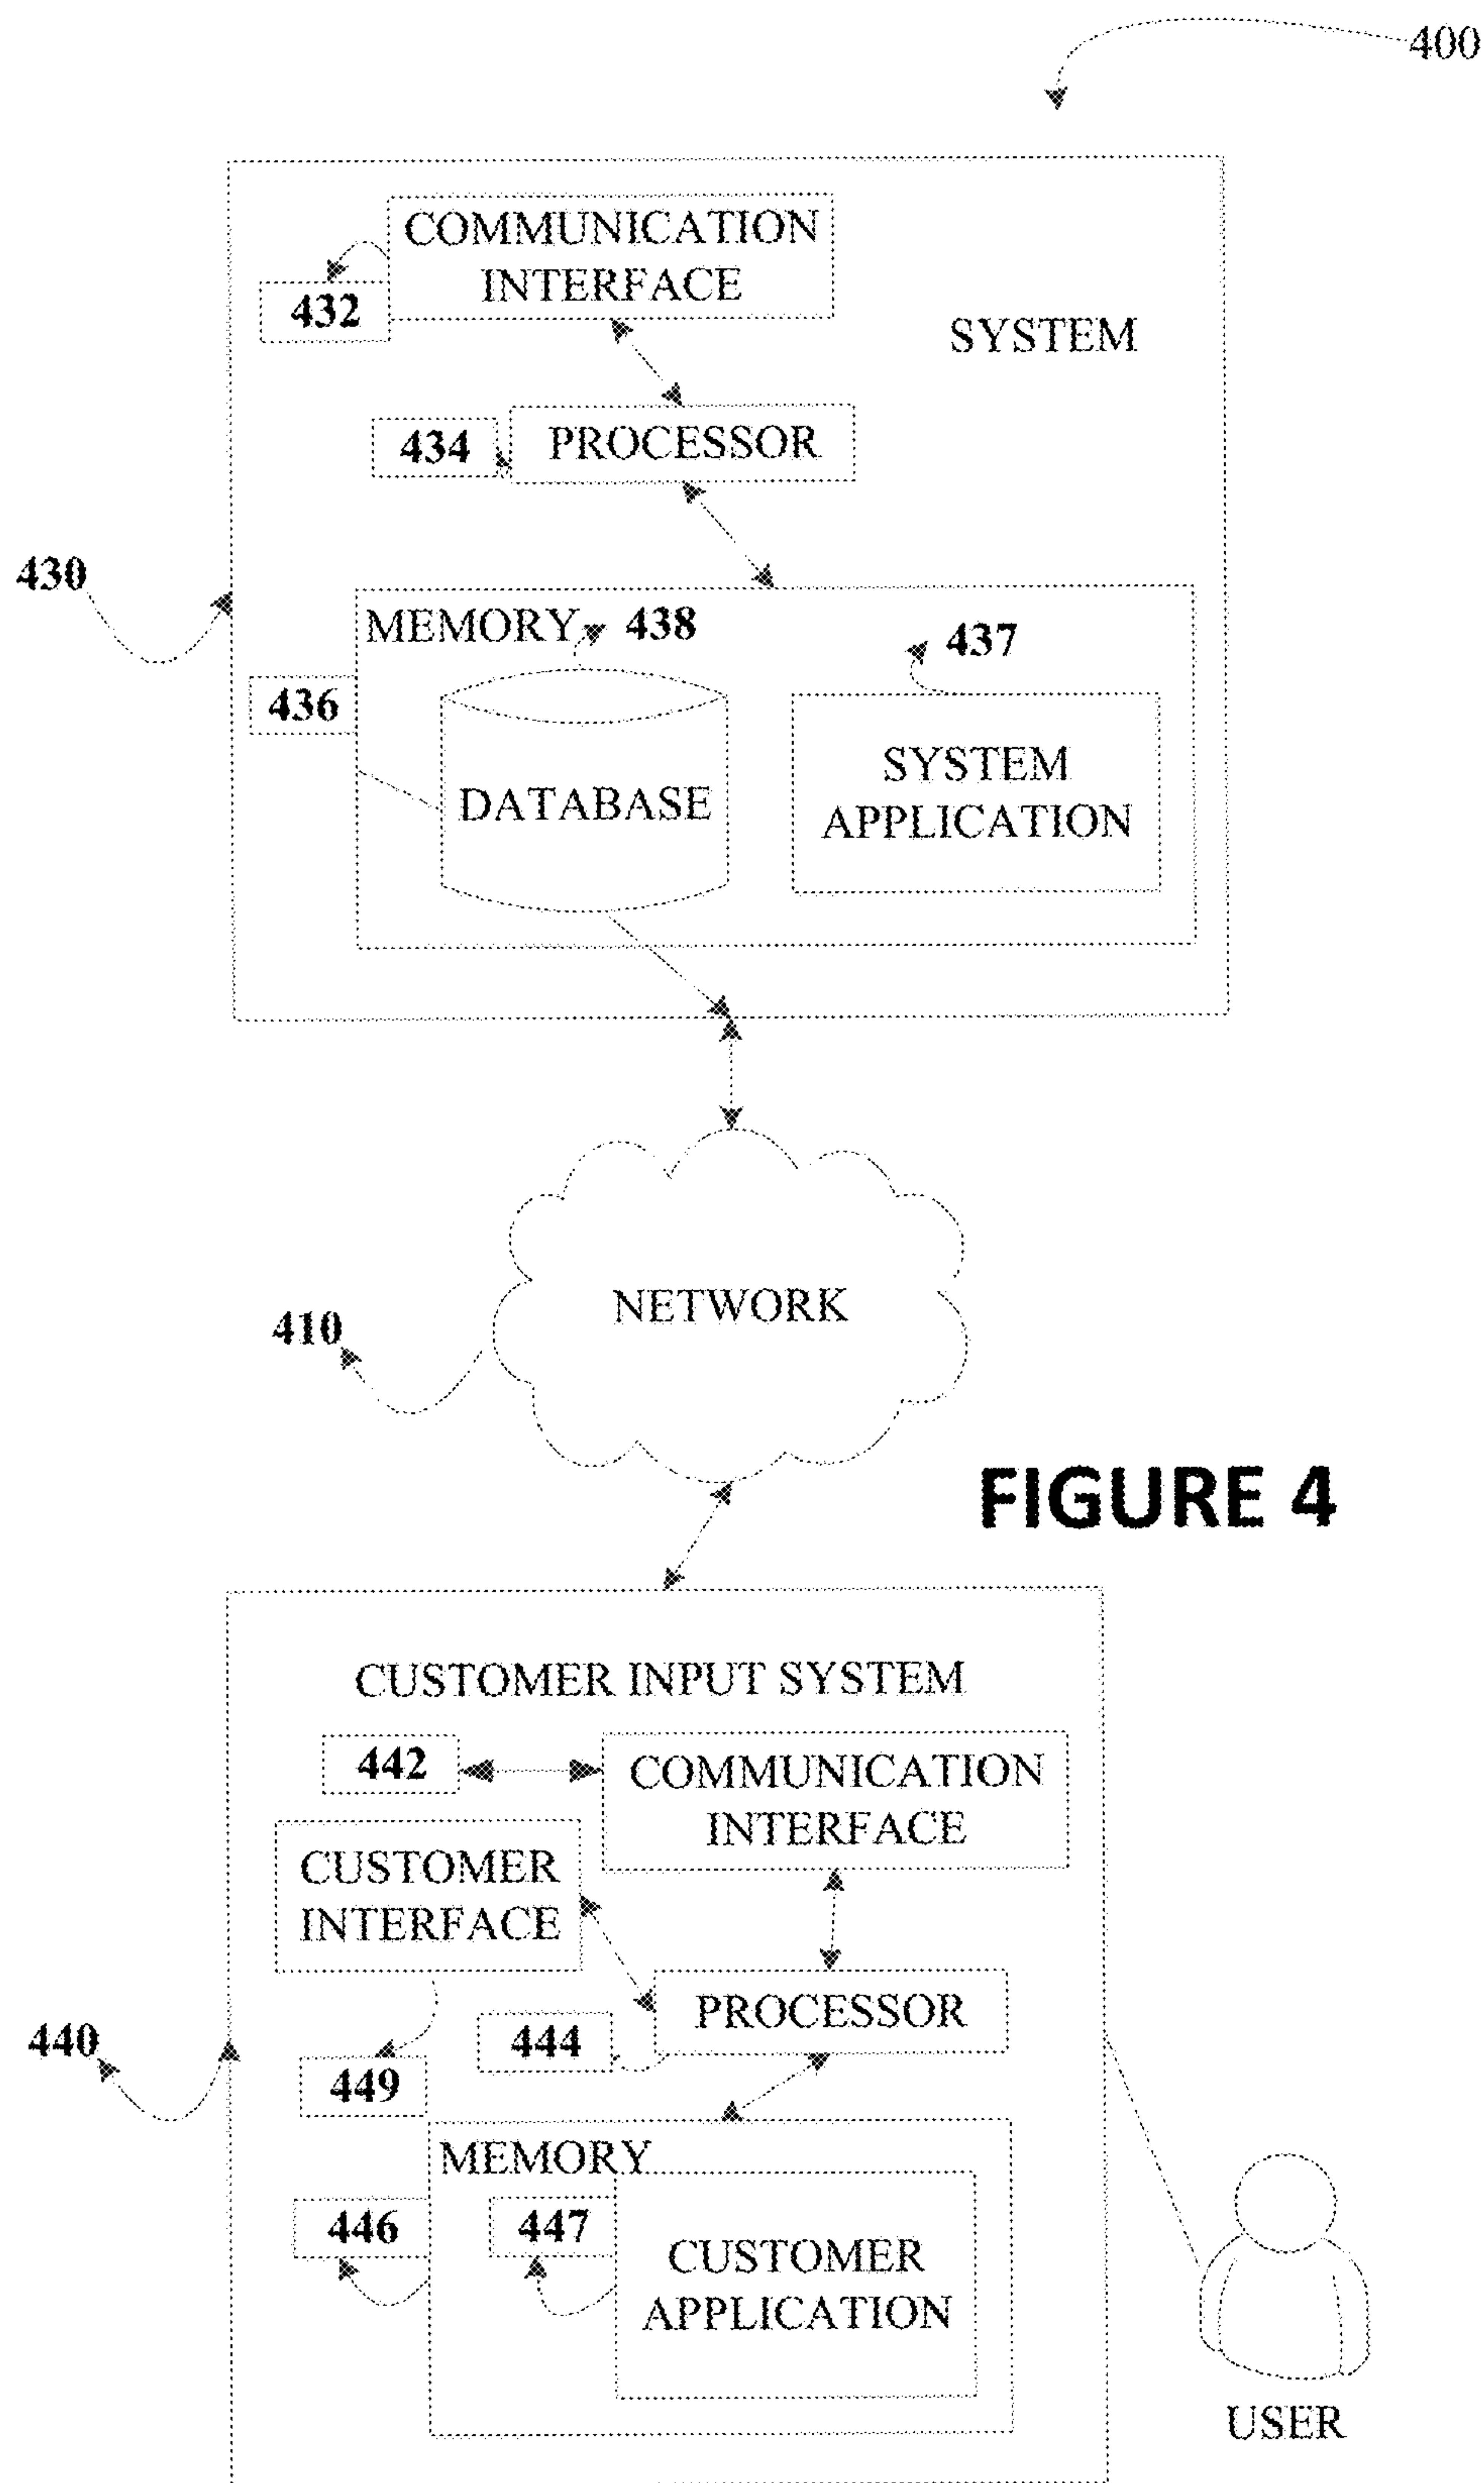 400
COMMUNICATION
INTERFACE
432
SYSTEM
434
PROCESSOR
430
MEMORY
438
437
436
DATABASE
SYSTEM
APPLICATION
NETWORK
410
FIGURE 4
CUSTOMER INPUT SYSTEM
442
COMMUNICATION
INTERFACE
CUSTOMER
INTERFACE
PROCESSOR
444
440
449
MEMORY
446
447
CUSTOMER
APPLICATION
USER